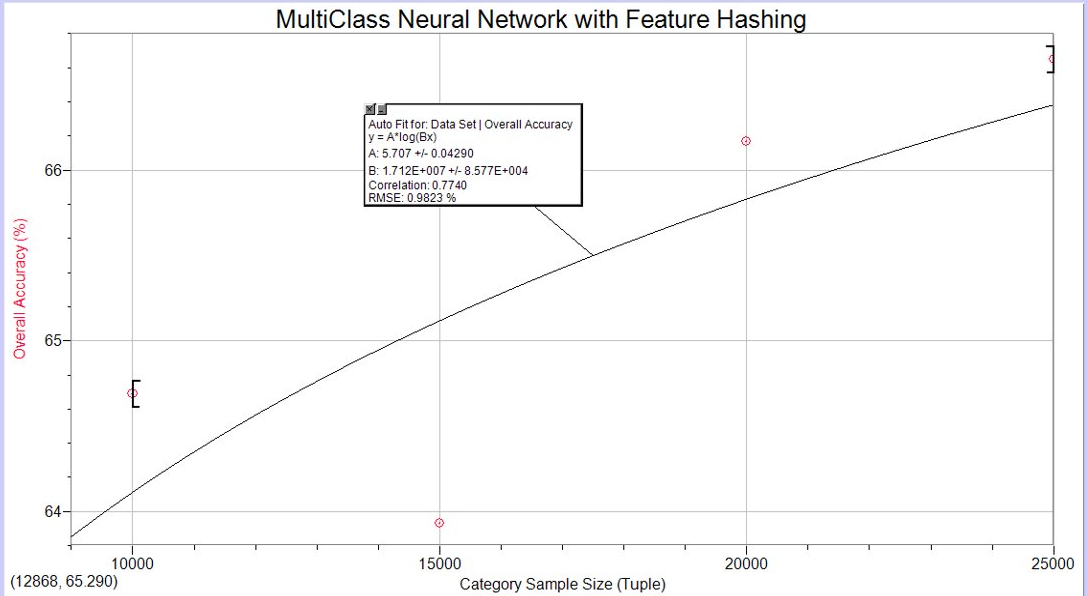 MultiClass Neural Network with Feature Hashing
Auto Fit for: Data Set | Overall Accuracy
y = A*log(Bx)
A: 5.707 +/- 0.04290
B: 1.712E+007 +/- 8.577E+004
Correlation: 0.7740
RMSE: 0.9823 %
Overall Accuracy (%)
66
65
64
10000 15000 20000 25000
(12868, 65.290)
Category Sample Size (Tuple)